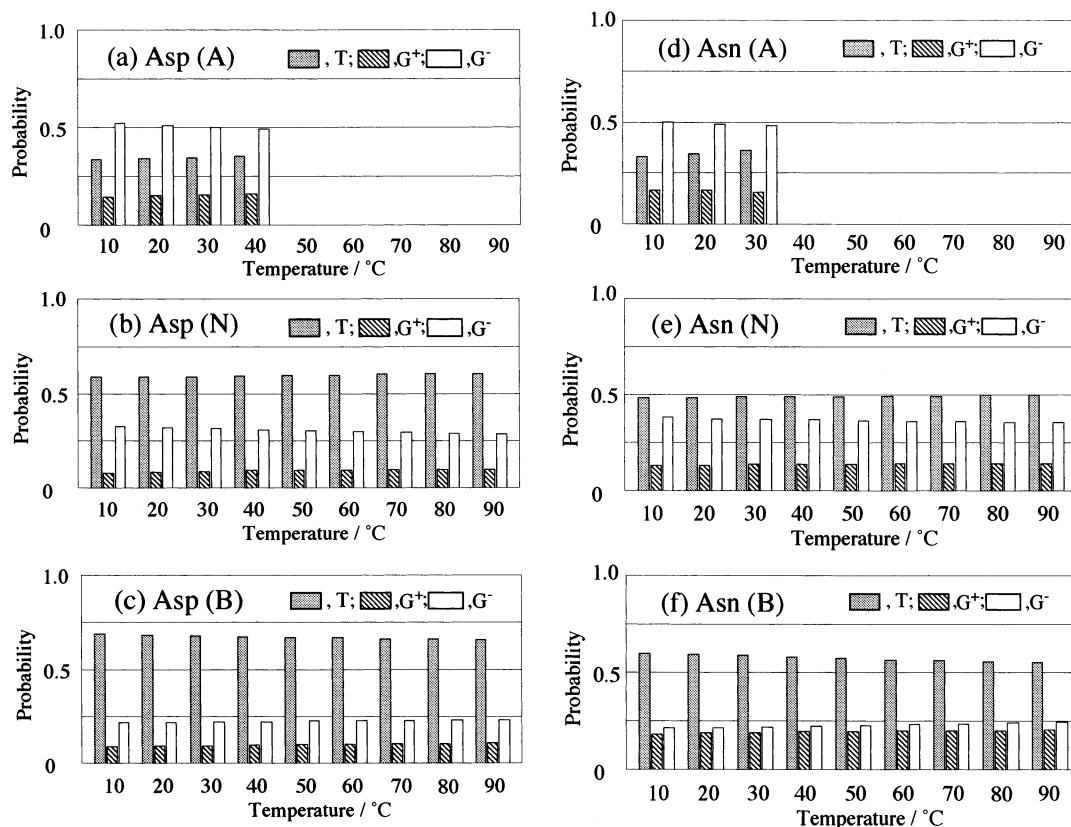 (a) Asp (A) , T; ,G⁺; ,G⁻
1.0
0.5
0
Probability
10 20 30 40 50 60 70 80 90
Temperature / ˚C
(b) Asp (N) , T; ,G⁺; ,G⁻
1.0
0.5
0
Probability
10 20 30 40 50 60 70 80 90
Temperature / ˚C
(c) Asp (B) , T; ,G⁺; ,G⁻
1.0
0.5
0
Probability
10 20 30 40 50 60 70 80 90
Temperature / ˚C
(d) Asn (A) , T; ,G⁺; ,G⁻
1.0
0.5
0
Probability
10 20 30 40 50 60 70 80 90
Temperature / ˚C
(e) Asn (N) , T; ,G⁺; ,G⁻
1.0
0.5
0
Probability
10 20 30 40 50 60 70 80 90
Temperature / ˚C
(f) Asn (B) , T; ,G⁺; ,G⁻
1.0
0.5
0
Probability
10 20 30 40 50 60 70 80 90
Temperature / ˚C